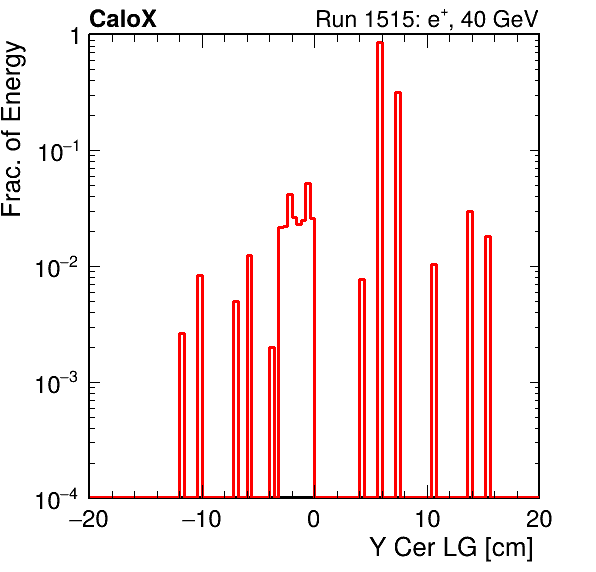 CaloX Run 1515: e⁺, 40 GeV
Frac. of Energy
1
10⁻¹
10⁻²
10⁻³
10⁻⁴
−20 −10 0 10 20
Y Cer LG [cm]